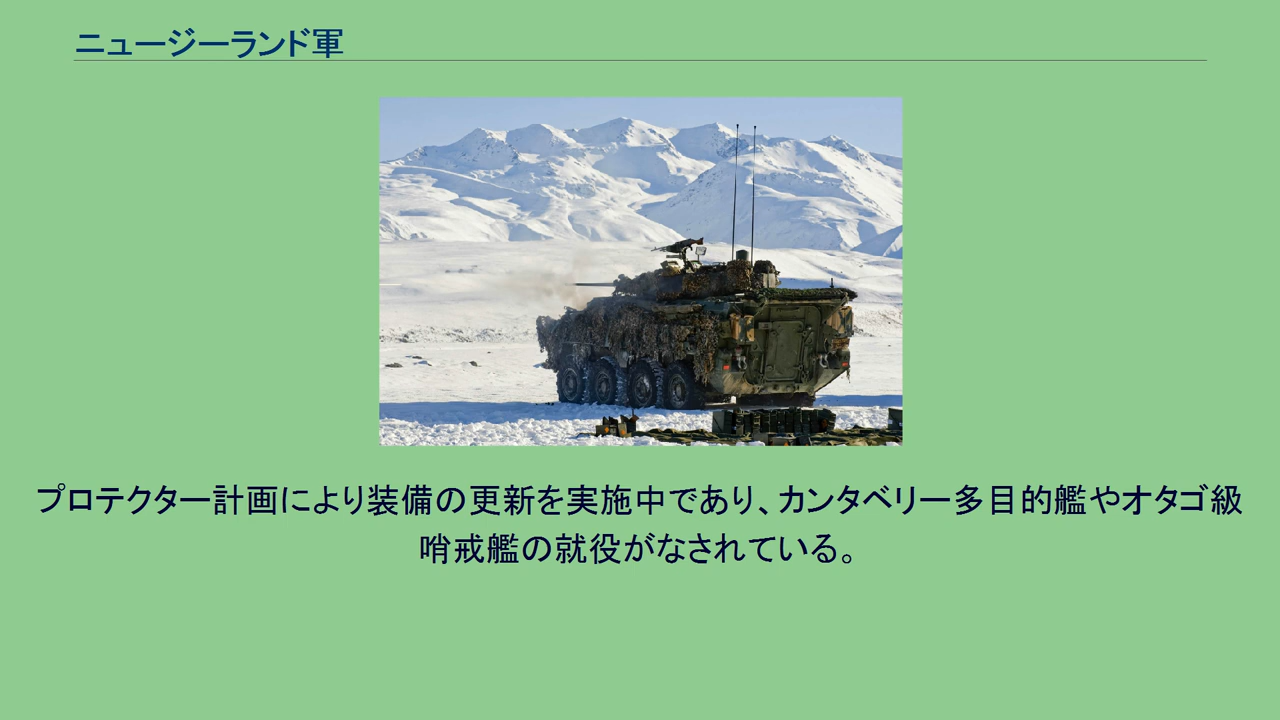 ニュージーランド軍
プロテクター計画により装備の更新を実施中であり、カンタベリー多目的艦やオタゴ級
哨戒艦の就役がなされている。